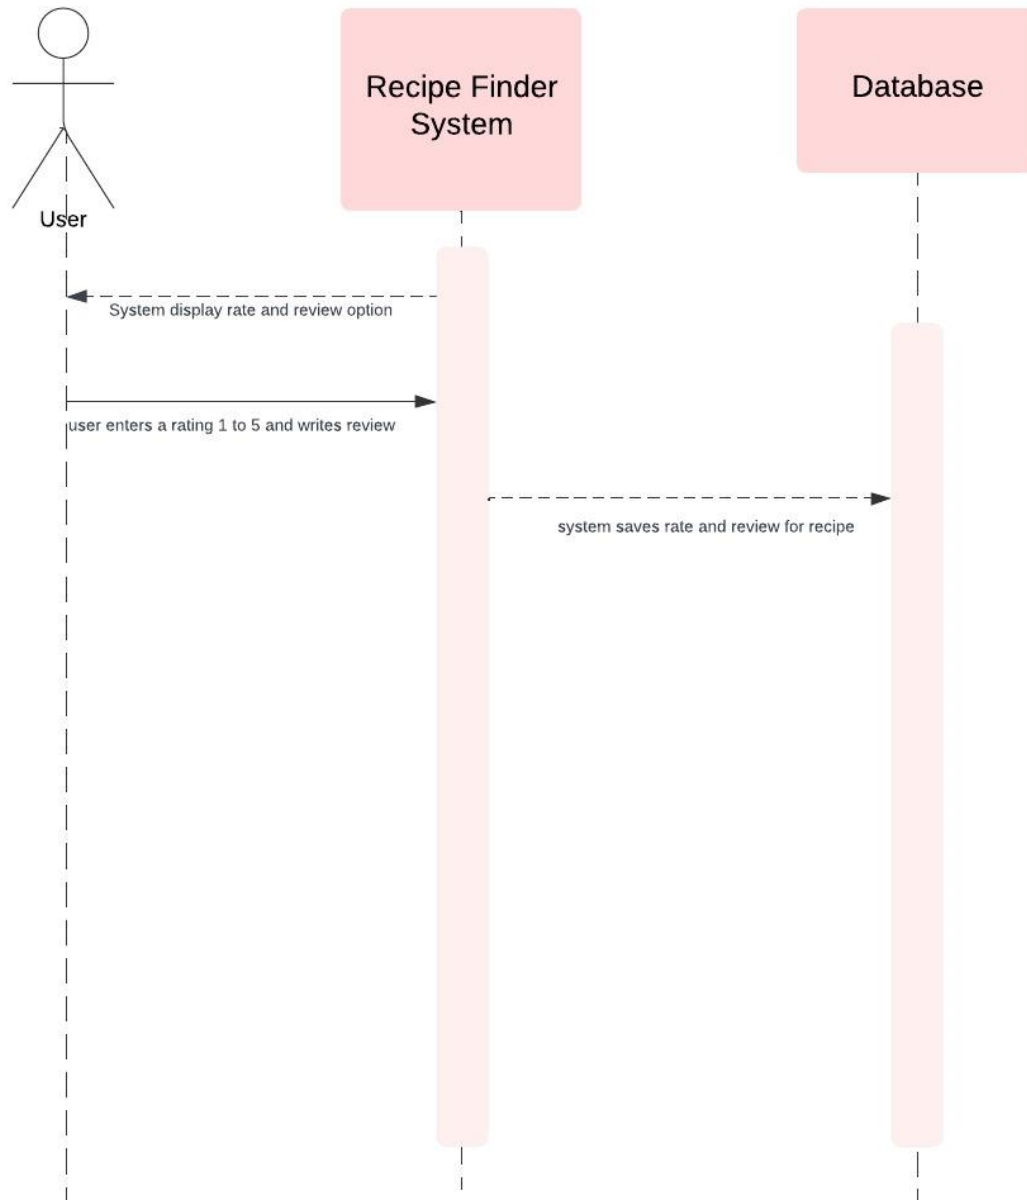 Recipe Finder
System
Database
User
System display rate and review option
user enters a rating 1 to 5 and writes review
system saves rate and review for recipe